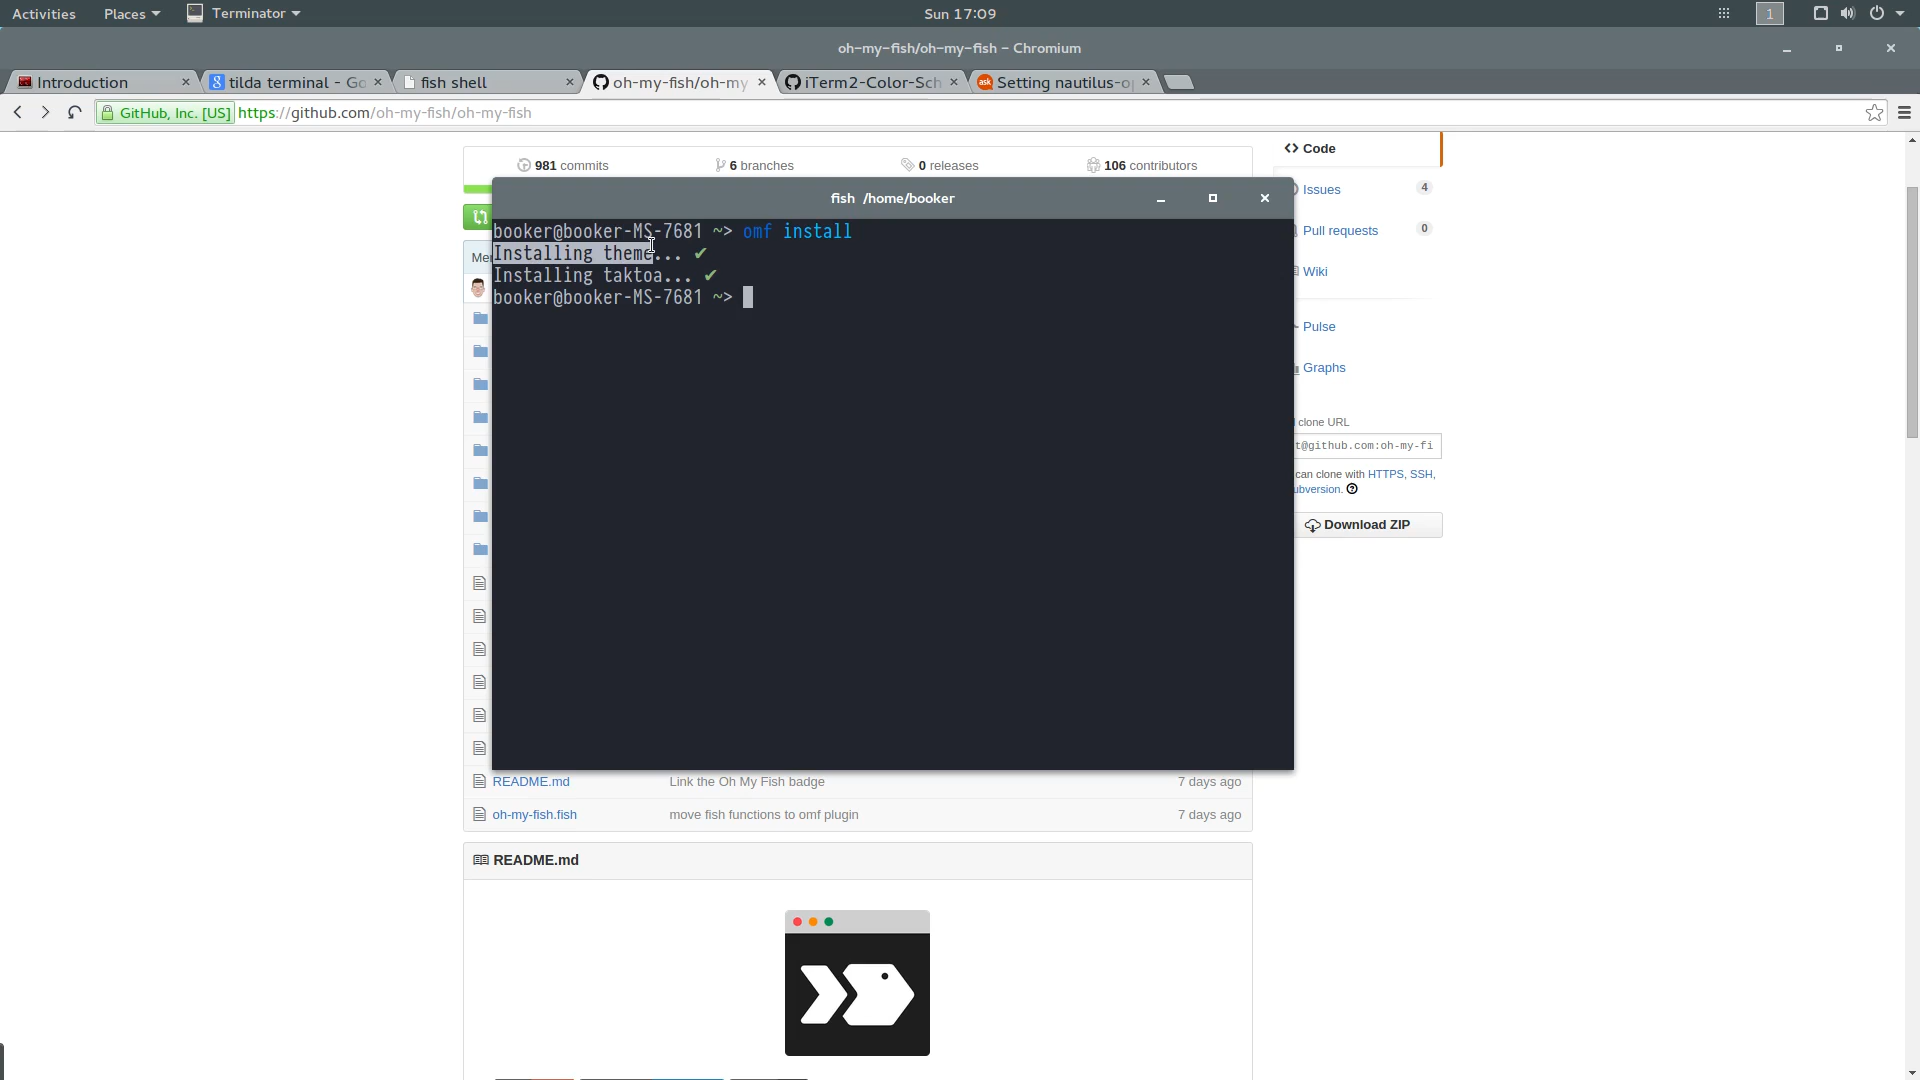 Activities Places Terminator Sun 17:09 1
oh-my-fish/oh-my-fish - Chromium
Introduction tilda terminal - Go fish shell oh-my-fish/oh-my iTerm2-Color-Sch ask Setting nautilus-o
GitHub, Inc. [US] https://github.com/oh-my-fish/oh-my-fish
981 commits 6 branches 0 releases 106 contributors
Code
Issues 4
Pull requests 0
Wiki
Pulse
Graphs
clone URL
t@github.com:oh-my-fi
can clone with HTTPS, SSH,
ubversion.
Download ZIP
Mer
fish /home/booker
booker@booker-MS-7681 ~> omf install
Installing theme... ✔
Installing taktoa... ✔
booker@booker-MS-7681 ~>
README.md Link the Oh My Fish badge 7 days ago
oh-my-fish.fish move fish functions to omf plugin 7 days ago
README.md